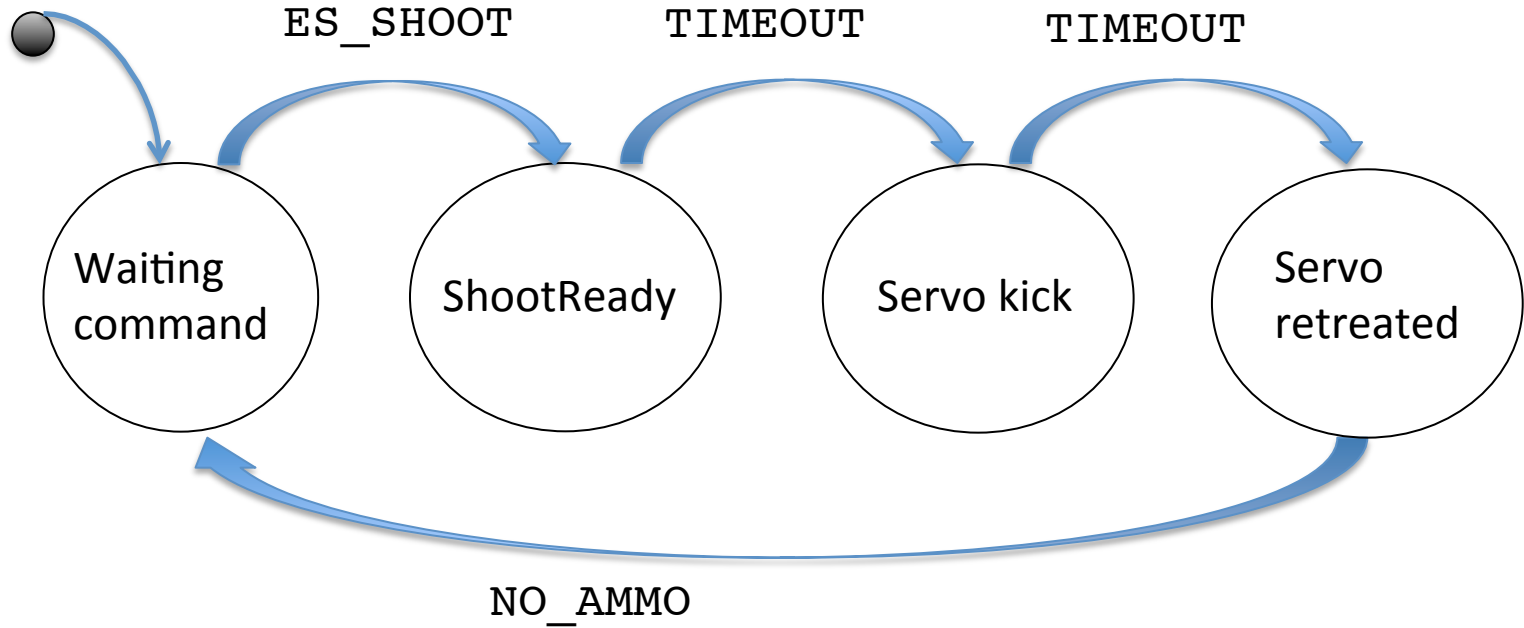 ES_SHOOT
TIMEOUT
TIMEOUT
Waiting
command
ShootReady
Servo kick
Servo
retreated
NO_AMMO